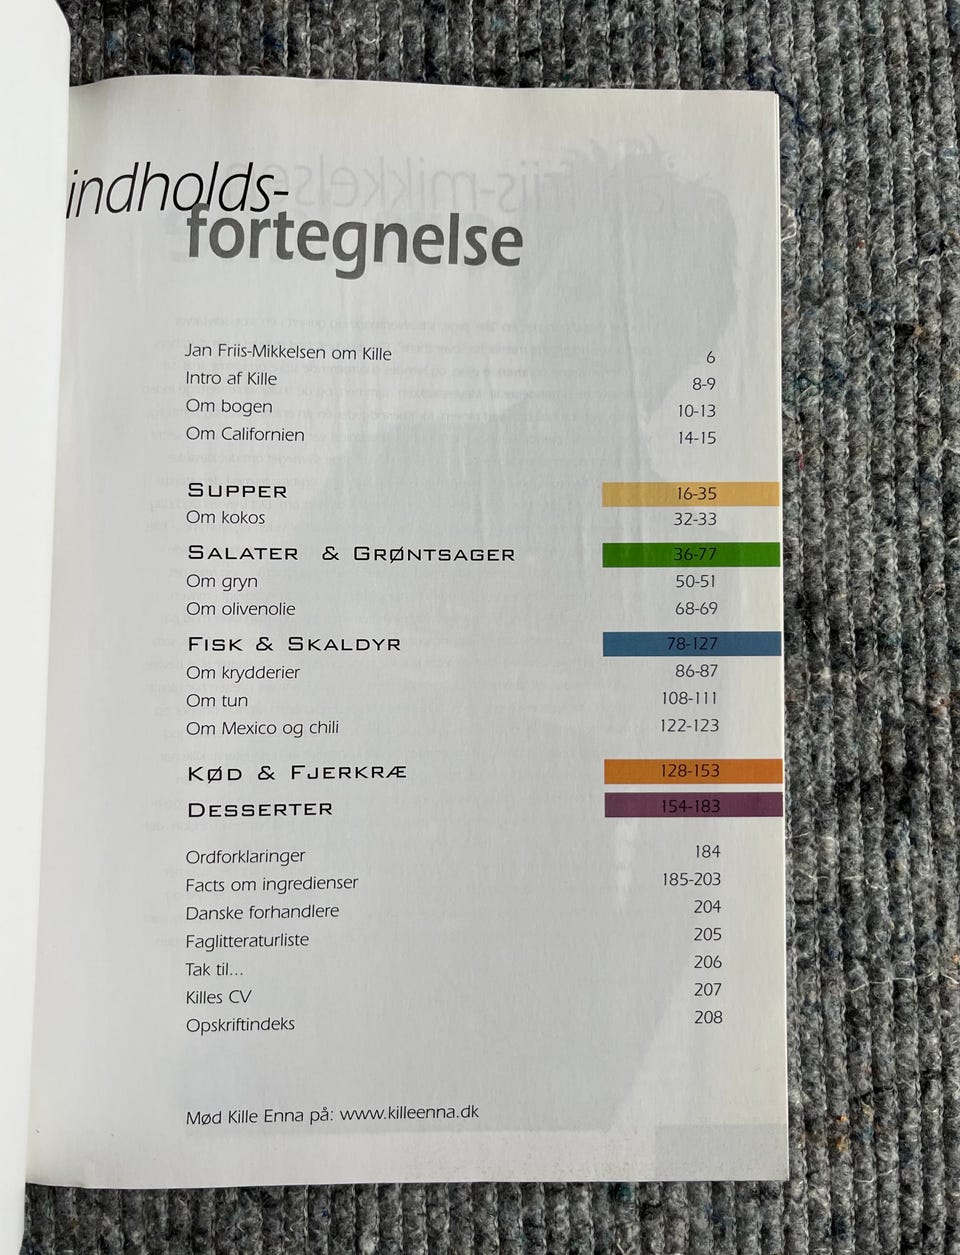 indholds-
fortegnelse
Jan Friis-Mikkelsen om Kille 6
Intro af Kille 8-9
Om bogen 10-13
Om Californien 14-15
SUPPER 16-35
Om kokos 32-33
SALATER & GRØNTSAGER 36-77
Om gryn 50-51
Om olivenolie 68-69
FISK & SKALDYR 78-127
Om krydderier 86-87
Om tun 108-111
Om Mexico og chili 122-123
KØD & FJERKRÆ 128-153
DESSERTER 154-183
Ordforklaringer 184
Facts om ingredienser 185-203
Danske forhandlere 204
Faglitteraturliste 205
Tak til... 206
Killes CV 207
Opskriftindeks 208
Mød Kille Enna på: www.killeenna.dk